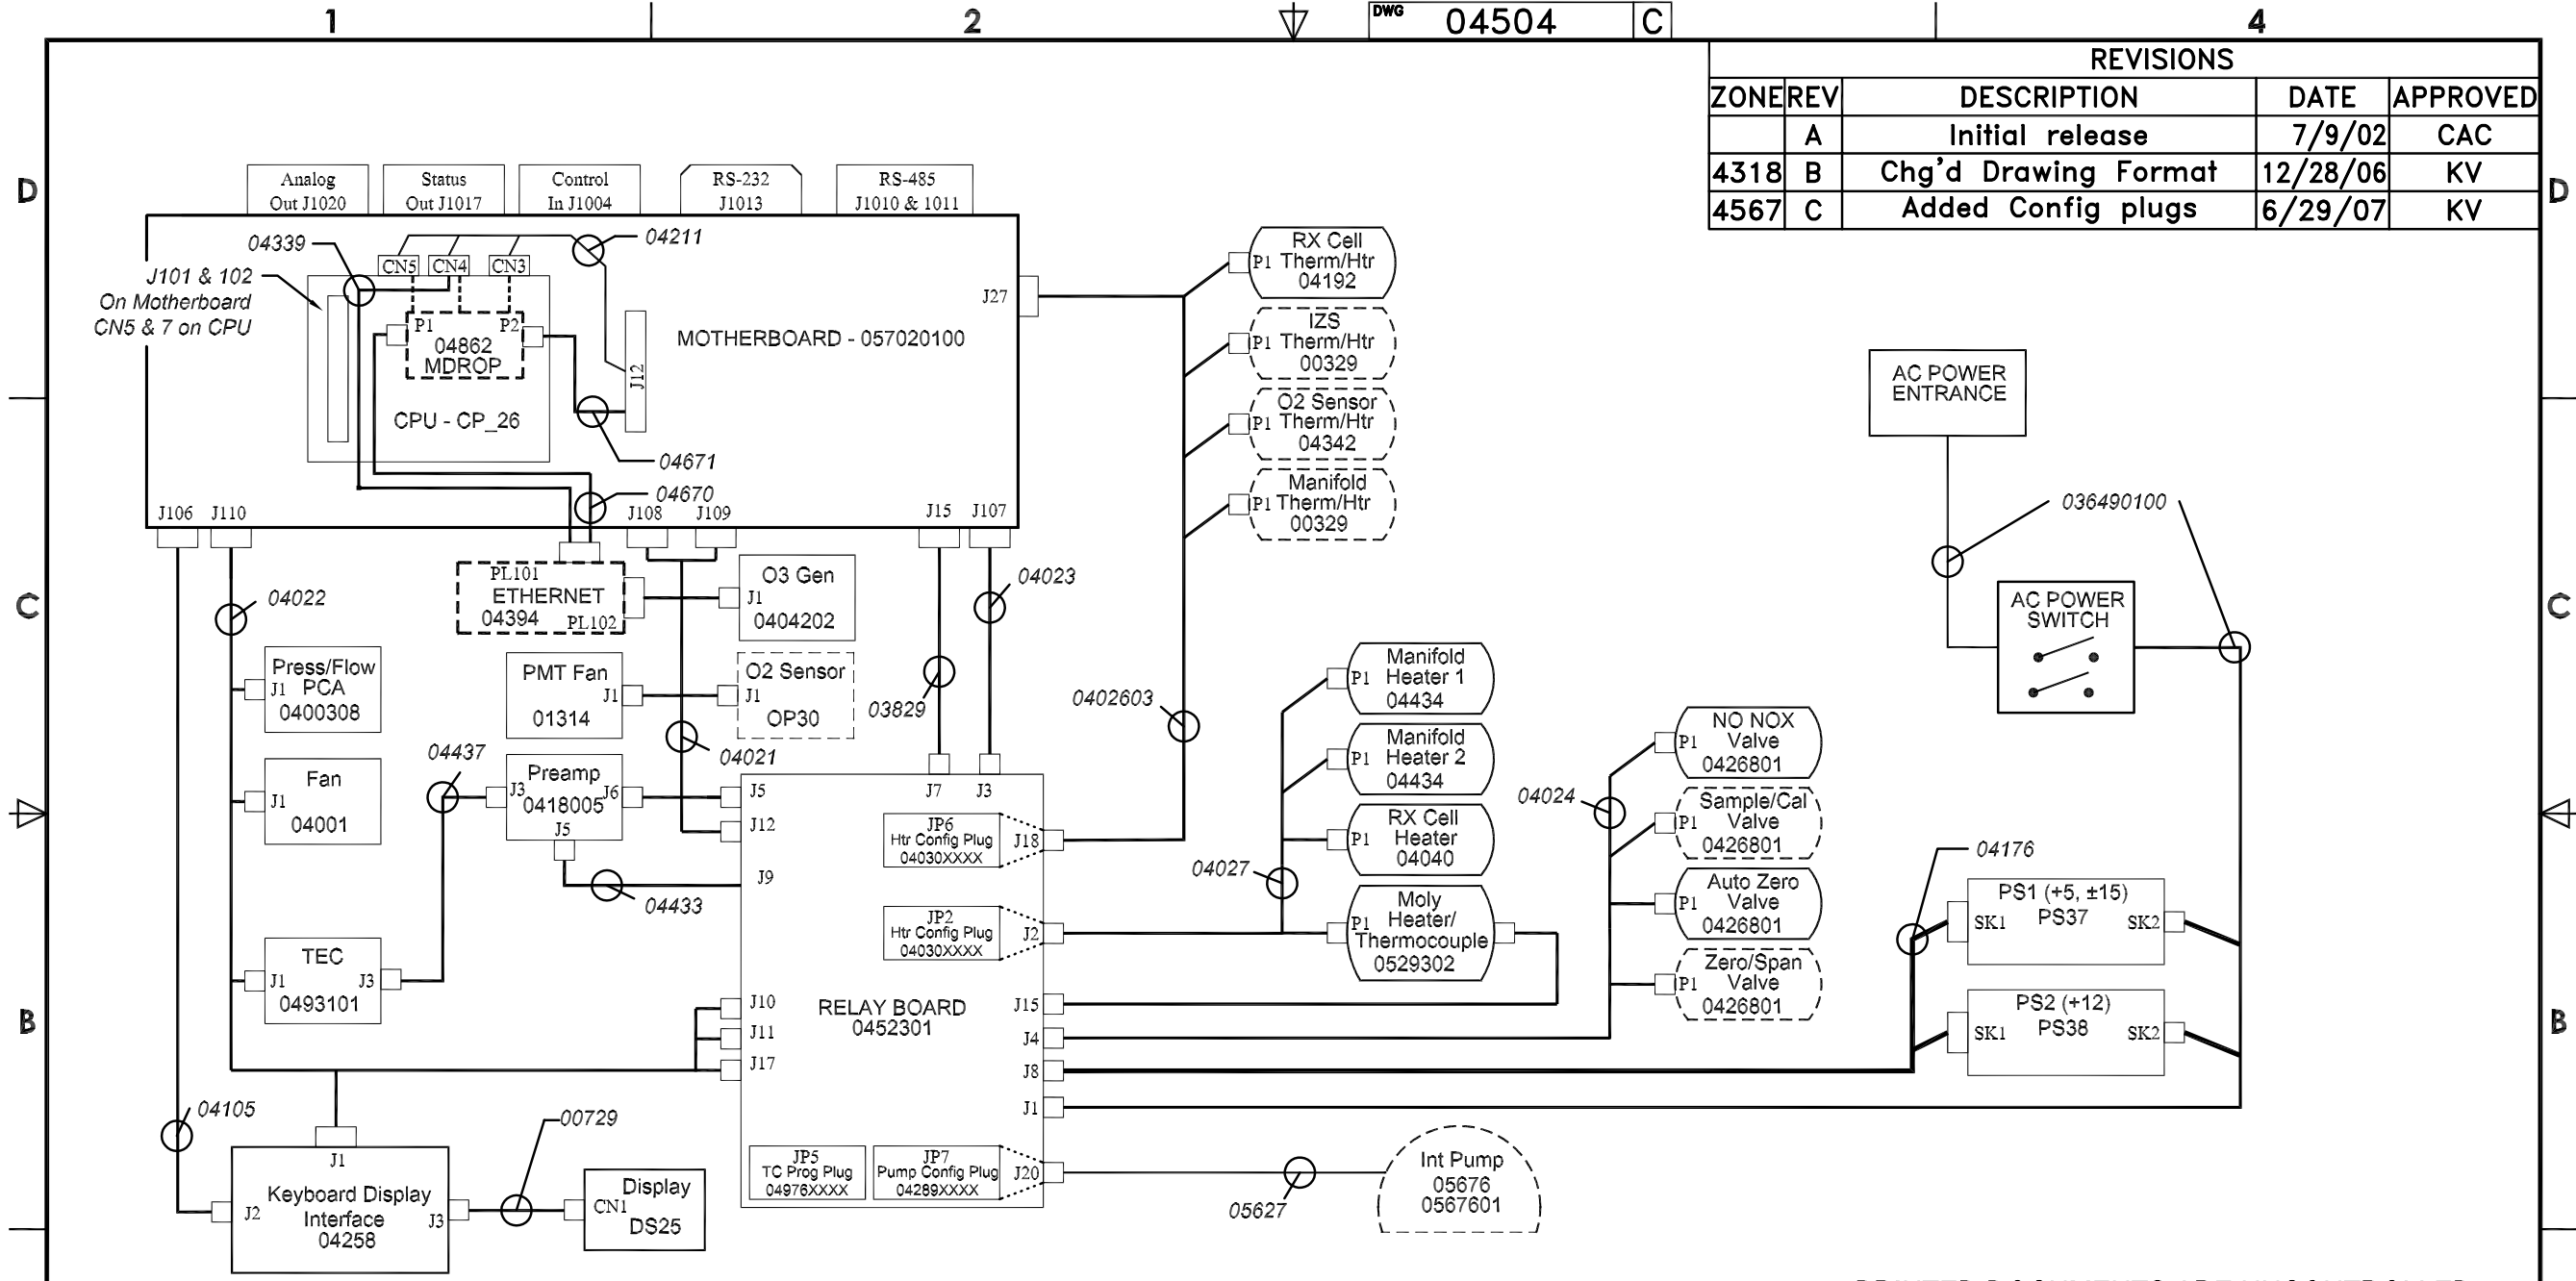 1
2
DWG 04504 C
4
REVISIONS
ZONE REV DESCRIPTION DATE APPROVED
A Initial release 7/9/02 CAC
4318 B Chg'd Drawing Format 12/28/06 KV
4567 C Added Config plugs 6/29/07 KV
D
D
Analog
Out J1020
Status
Out J1017
Control
In J1004
RS-232
J1013
RS-485
J1010 & 1011
04339
04211
J101 & 102
On Motherboard
CN5 & 7 on CPU
CN5
CN4
CN3
P1
P2
04862
MDROP
CPU - CP_26
J12
J27
MOTHERBOARD - 057020100
04671
04670
J106
J110
J108
J109
J15
J107
RX Cell
P1 Therm/Htr
04192
IZS
P1 Therm/Htr
00329
O2 Sensor
P1 Therm/Htr
04342
Manifold
P1 Therm/Htr
00329
AC POWER
ENTRANCE
036490100
AC POWER
SWITCH
C
C
04022
PL101
ETHERNET
04394 PL102
O3 Gen
J1
0404202
04023
Press/Flow
J1 PCA
0400308
PMT Fan
J1
01314
O2 Sensor
J1
OP30
03829
0402603
04021
04437
Fan
J1
04001
Preamp
J3 J6
0418005
J5
04433
TEC
J1 J3
0493101
J5
J12
J9
J7
J3
JP6
Htr Config Plug
04030XXXX
J18
JP2
Htr Config Plug
04030XXXX
J2
J10
J11
J17
RELAY BOARD
0452301
J15
J4
J8
J1
JP5
TC Prog Plug
04976XXXX
JP7
Pump Config Plug
04289XXXX
J20
Manifold
P1 Heater 1
04434
Manifold
P1 Heater 2
04434
RX Cell
P1 Heater
04040
04027
Moly
P1 Heater/
Thermocouple
0529302
04024
NO NOX
P1 Valve
0426801
Sample/Cal
P1 Valve
0426801
Auto Zero
P1 Valve
0426801
Zero/Span
P1 Valve
0426801
04176
PS1 (+5, ±15)
PS37
SK1 SK2
PS2 (+12)
PS38
SK1 SK2
B
B
04105
00729
J1
Keyboard Display
J2 Interface J3
04258
Display
CN1
DS25
05627
Int Pump
05676
0567601